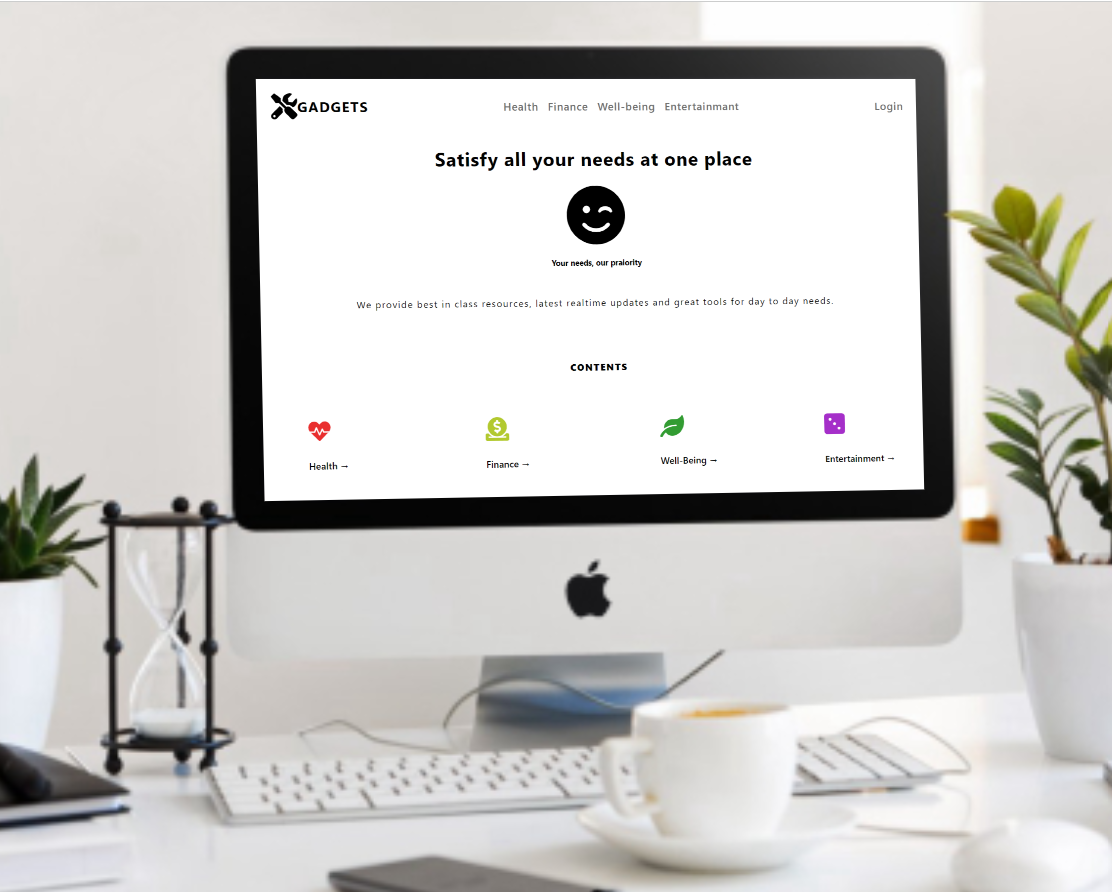 GADGETS
Health Finance Well-being Entertainmant
Login
Satisfy all your needs at one place
Your needs, our praiority
We provide best in class resources, latest realtime updates and great tools for day to day needs.
CONTENTS
Health →
Finance →
Well-Being →
Entertainment →